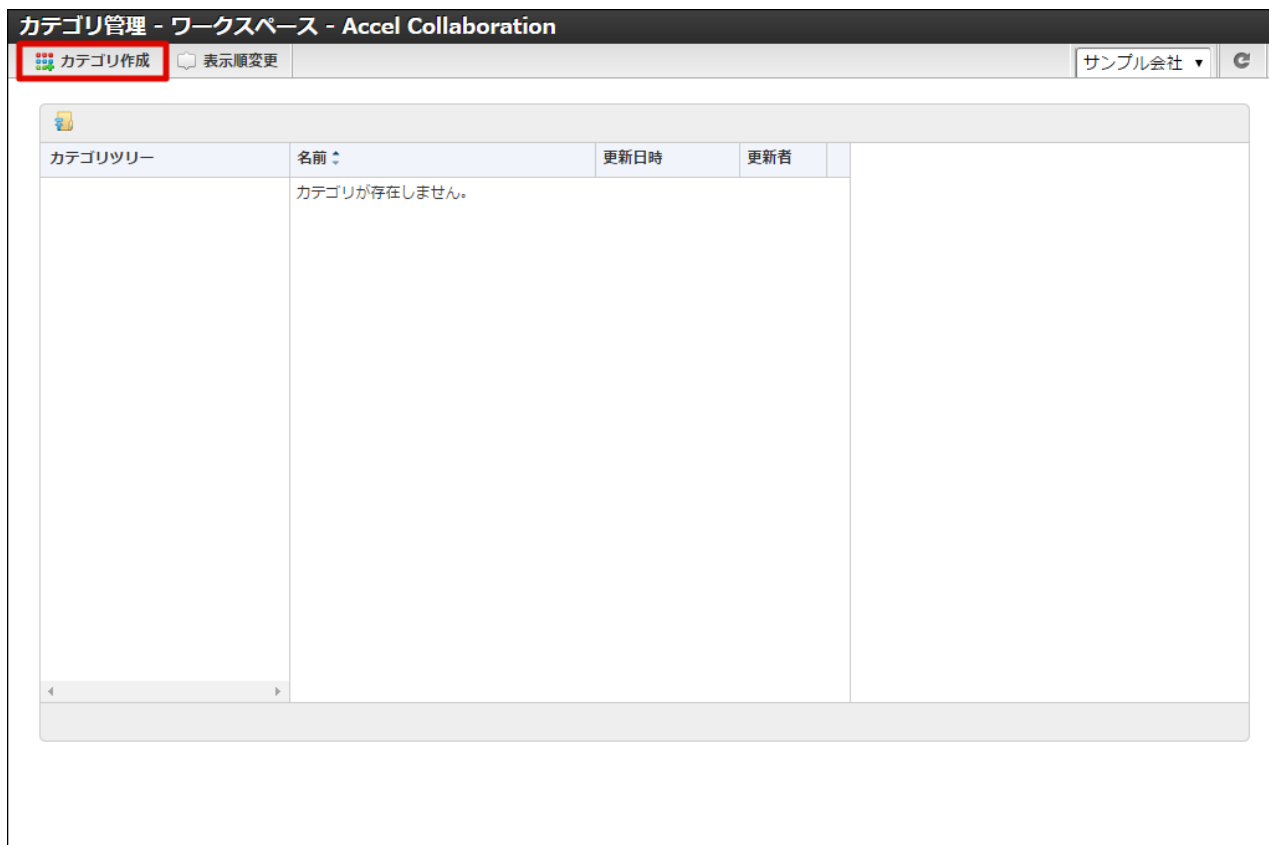 カテゴリ管理 - ワークスペース - Accel Collaboration
カテゴリ作成 表示順変更 サンプル会社
カテゴリツリー 名前 更新日時 更新者
カテゴリが存在しません。